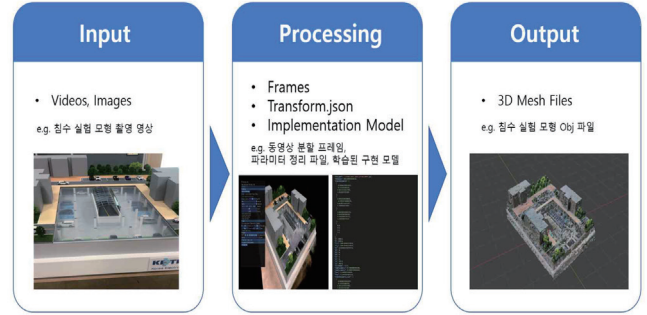 Input
• Videos, Images
e.g. 침수 실험 모형 촬영 영상
Processing
• Frames
• Transform.json
• Implementation Model
e.g. 동영상 분할 프레임,
파라미터 정리 파일, 학습된 구현 모델
Output
• 3D Mesh Files
e.g. 침수 실험 모형 Obj 파일